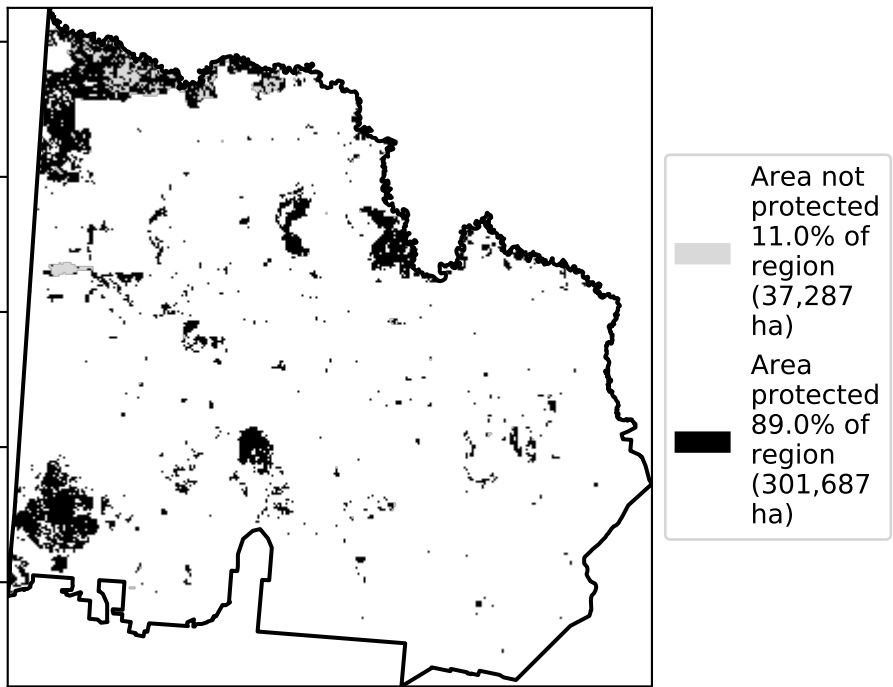 Area not
protected
11.0% of
region
(37,287
ha)
Area
protected
89.0% of
region
(301,687
ha)